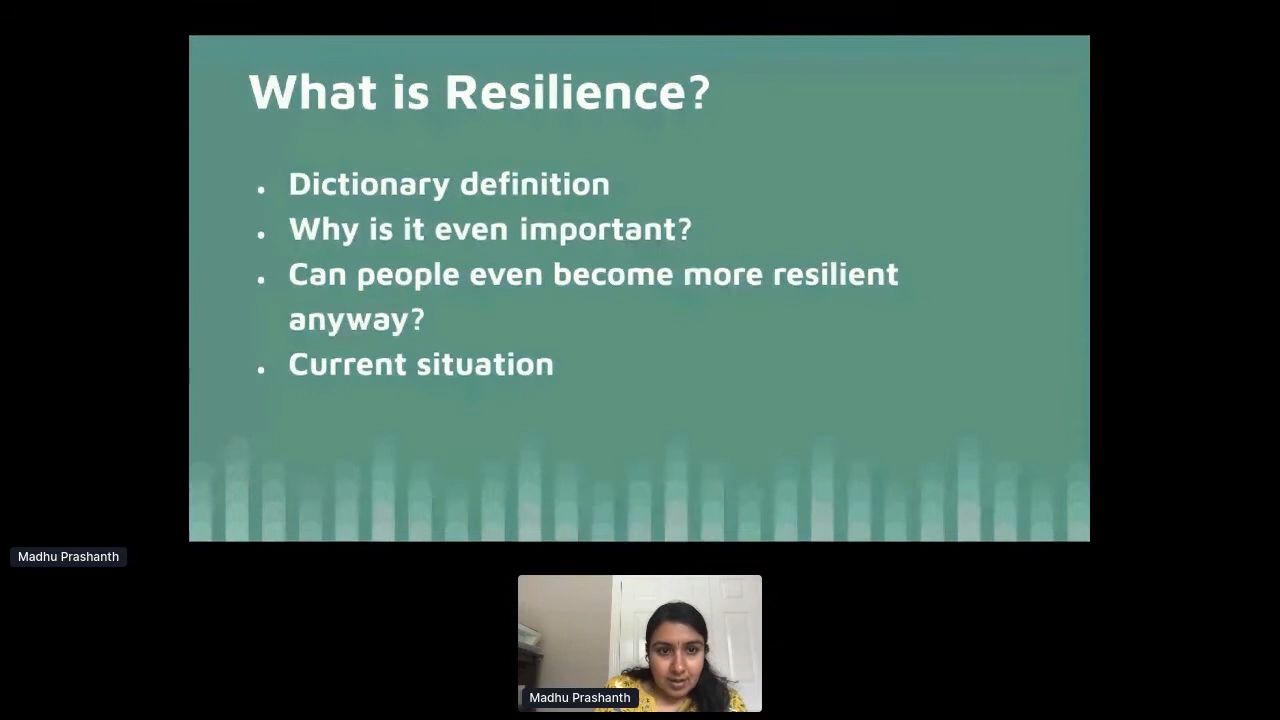 What is Resilience?
• Dictionary definition
• Why is it even important?
• Can people even become more resilient
anyway?
• Current situation
Madhu Prashanth
Madhu Prashanth